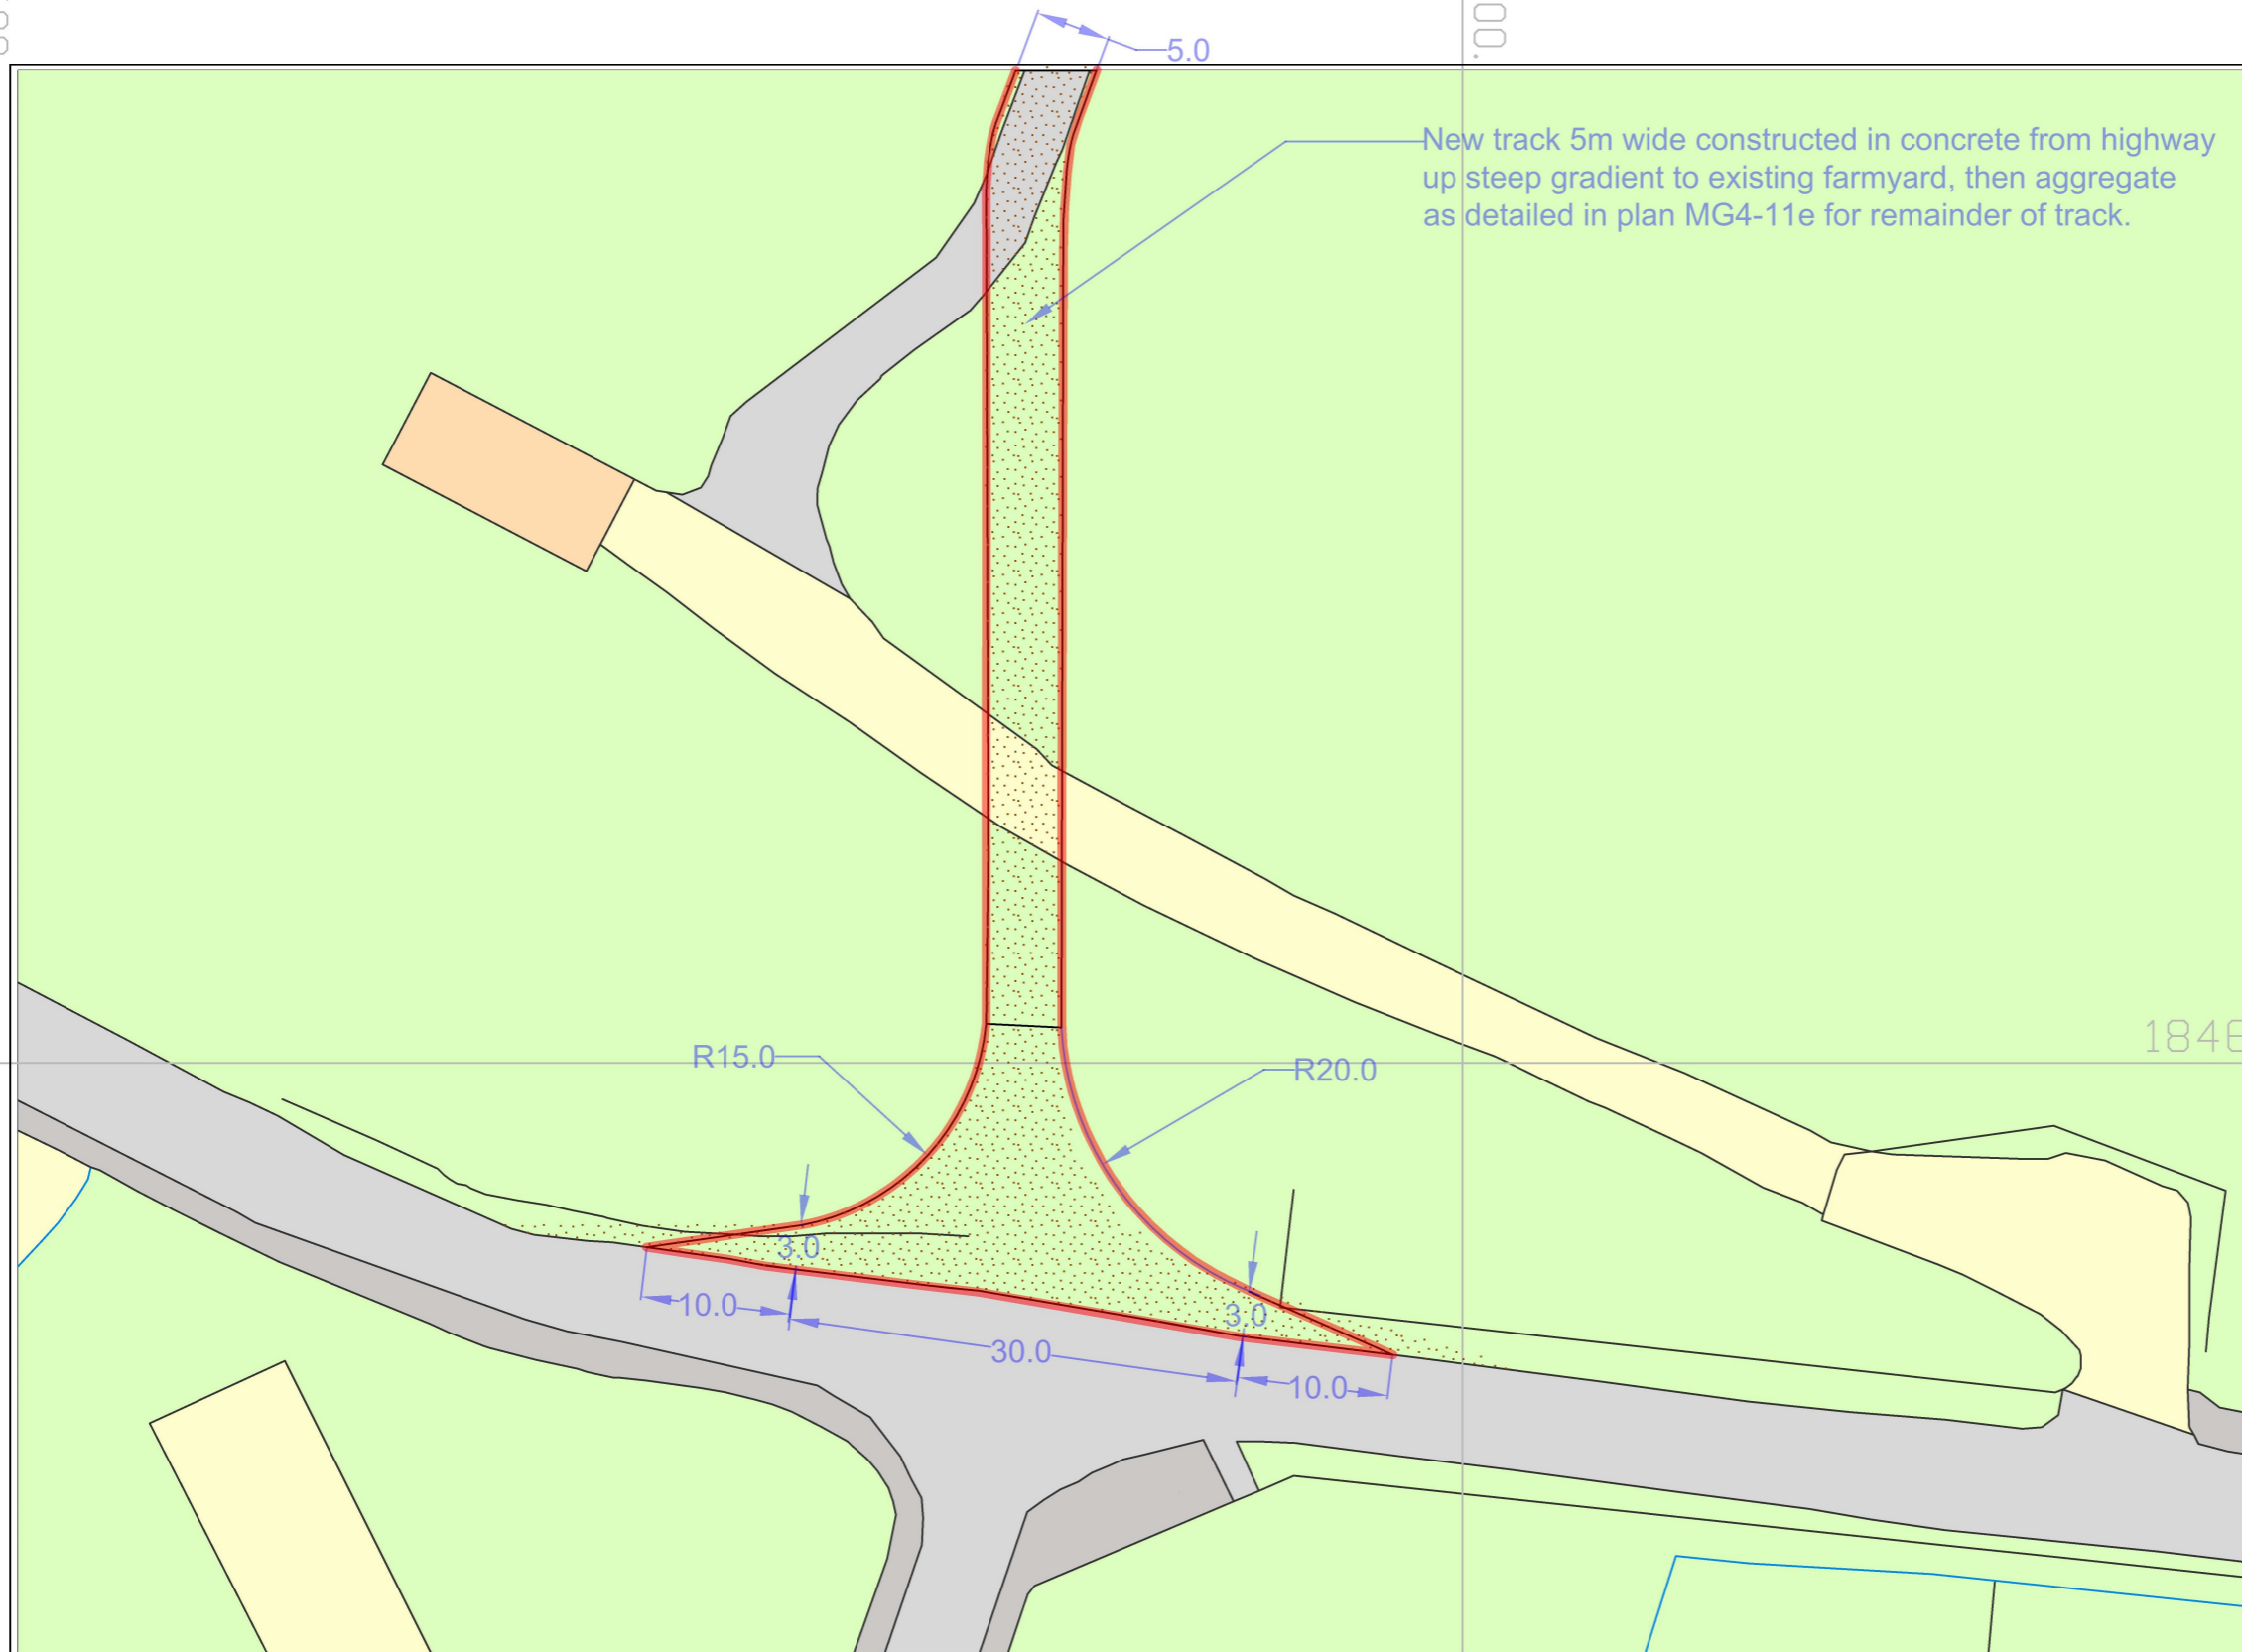 5.0
.00
New track 5m wide constructed in concrete from highway
up steep gradient to existing farmyard, then aggregate
as detailed in plan MG4-11e for remainder of track.
184
R15.0
R20.0
3.0
3.0
10.0
30.0
10.0